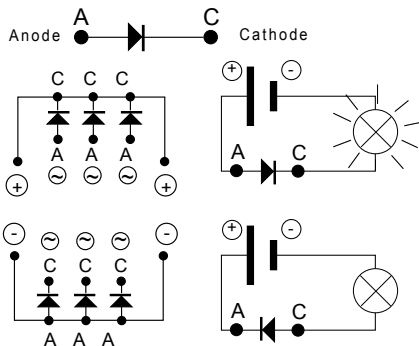 Anode A C Cathode
C C C
A A A
+ ~ ~ ~ +
+ -
A C
- ~ ~ ~ -
C C C
A A A
+ -
A C